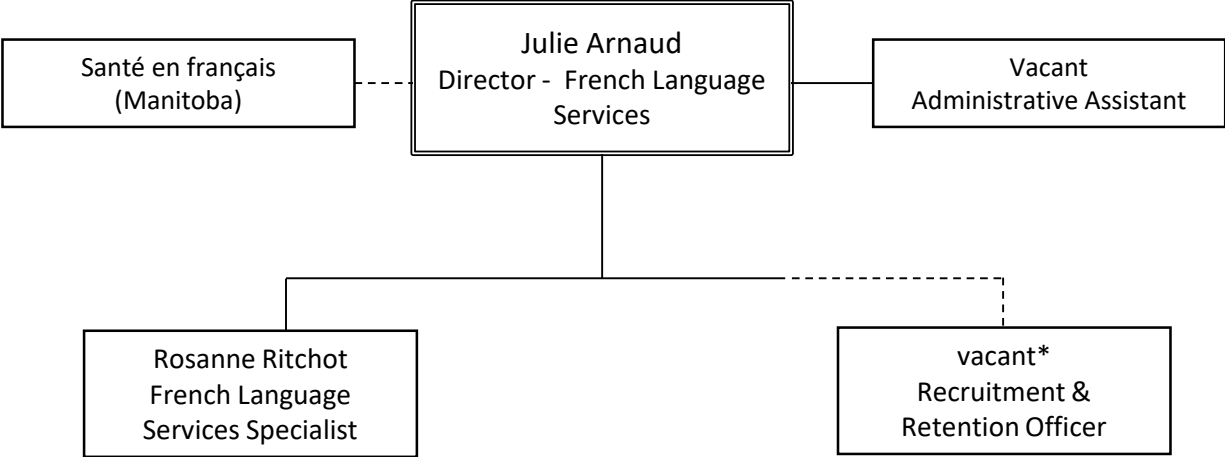 Julie Arnaud
Director - French Language
Services
Santé en français
(Manitoba)
Vacant
Administrative Assistant
Rosanne Ritchot
French Language
Services Specialist
vacant*
Recruitment &
Retention Officer